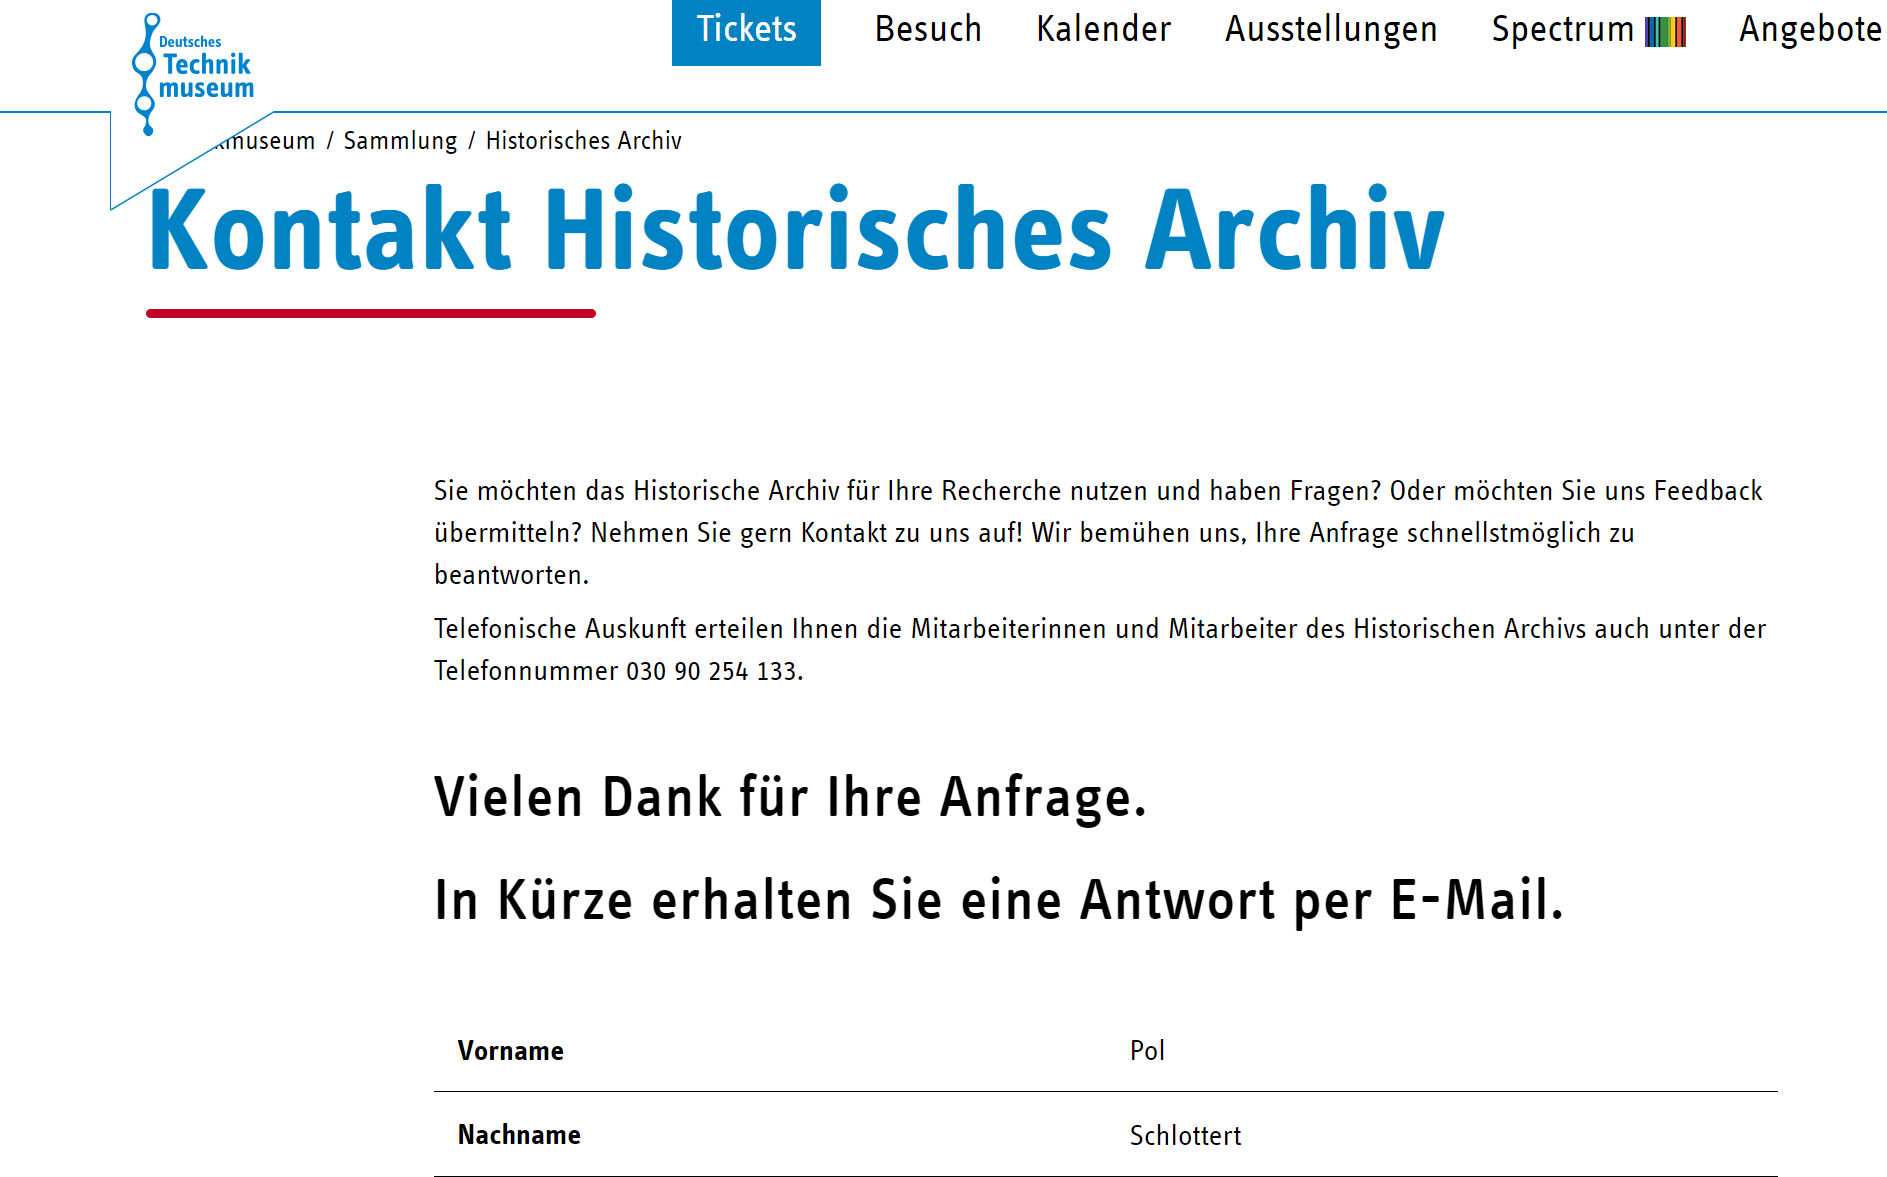 Deutsches
Technik
museum
Tickets Besuch Kalender Ausstellungen Spectrum Angebote
museum / Sammlung / Historisches Archiv
Kontakt Historisches Archiv
Sie möchten das Historische Archiv für Ihre Recherche nutzen und haben Fragen? Oder möchten Sie uns Feedback
übermitteln? Nehmen Sie gern Kontakt zu uns auf! Wir bemühen uns, Ihre Anfrage schnellstmöglich zu
beantworten.
Telefonische Auskunft erteilen Ihnen die Mitarbeiterinnen und Mitarbeiter des Historischen Archivs auch unter der
Telefonnummer 030 90 254 133.
Vielen Dank für Ihre Anfrage.
In Kürze erhalten Sie eine Antwort per E-Mail.
Vorname Pol
Nachname Schlottert